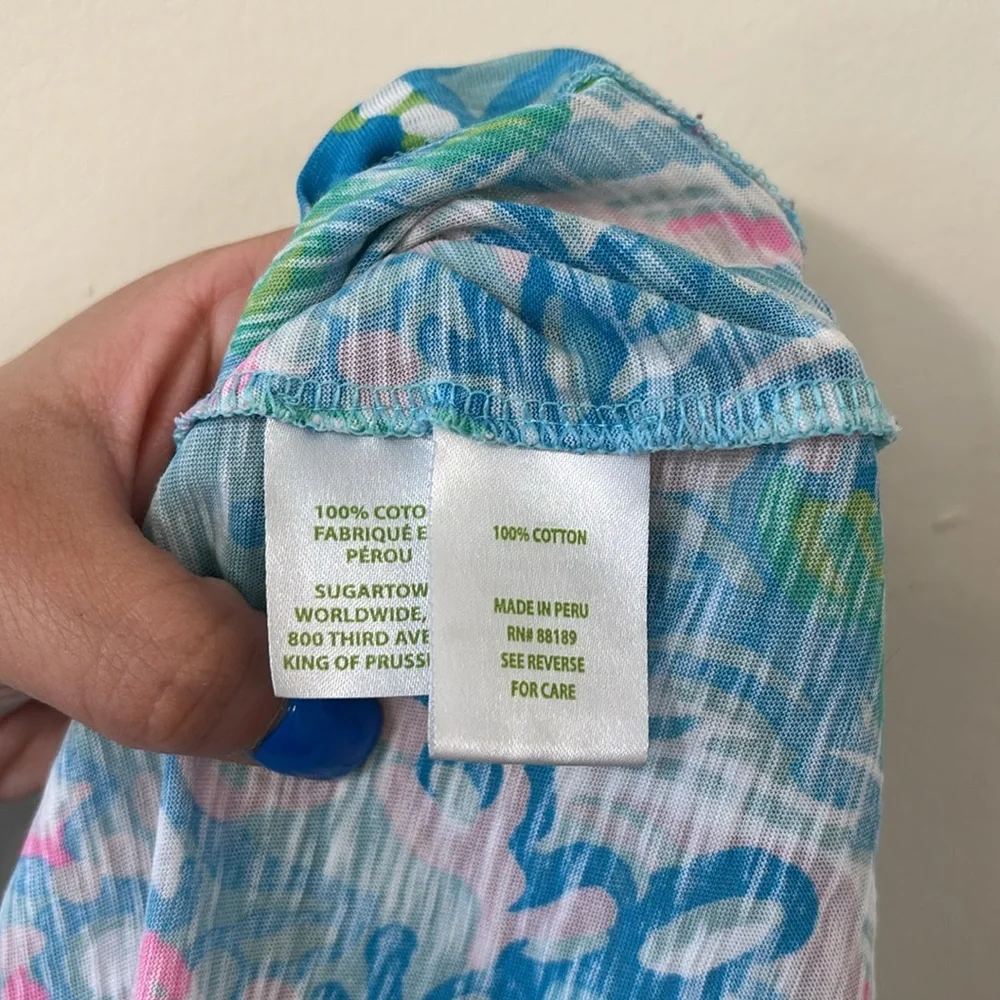 100% COTO
FABRIQUÉ E
PÉROU
SUGARTOW
WORLDWIDE,
800 THIRD AVE
KING OF PRUSSI
100% COTTON
MADE IN PERU
RN# 88189
SEE REVERSE
FOR CARE